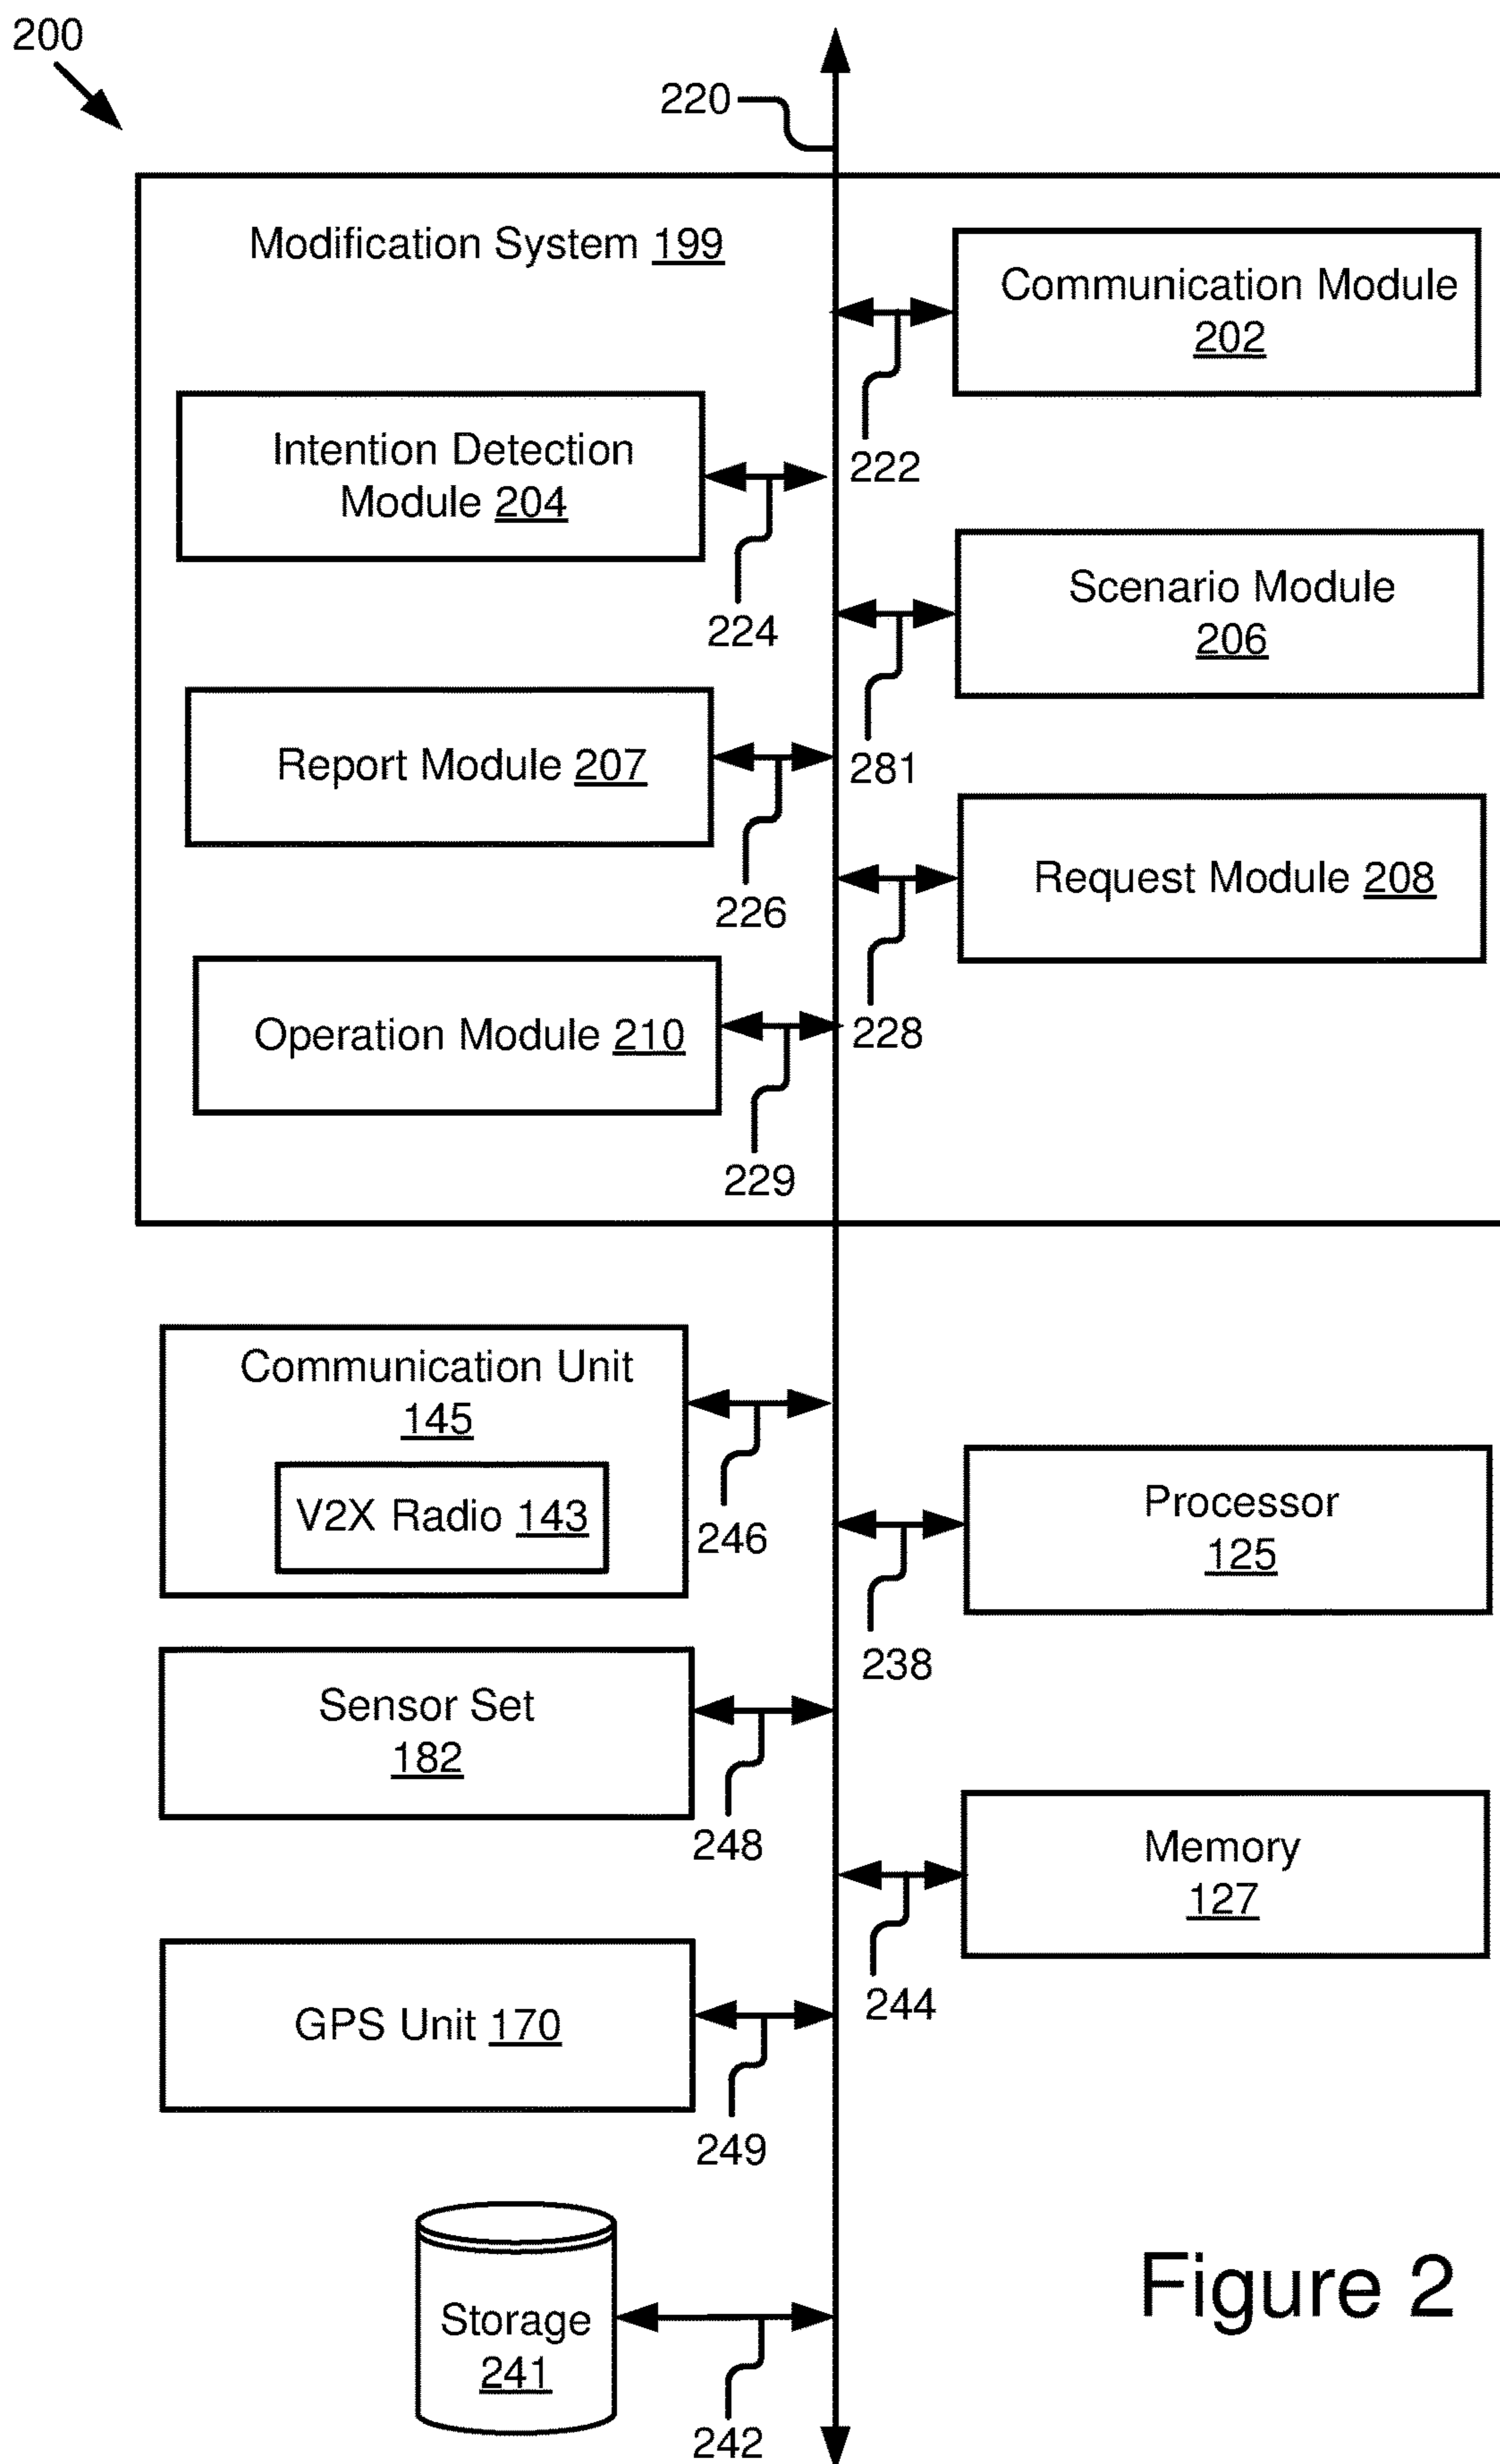 200
220
Modification System 199
Communication Module
202
222
Intention Detection
Module 204
224
Scenario Module
206
281
Report Module 207
226
Request Module 208
228
Operation Module 210
229
Communication Unit
145
V2X Radio 143
246
Processor
125
238
Sensor Set
182
248
Memory
127
244
GPS Unit 170
249
Storage
241
242
Figure 2